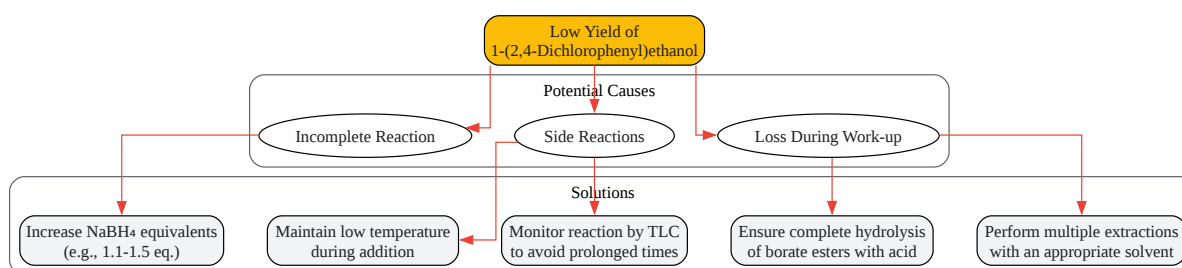 Low Yield of
1-(2,4-Dichlorophenyl)ethanol
Potential Causes
Incomplete Reaction
Side Reactions
Loss During Work-up
Solutions
Increase NaBH₄ equivalents
(e.g., 1.1-1.5 eq.)
Maintain low temperature
during addition
Monitor reaction by TLC
to avoid prolonged times
Ensure complete hydrolysis
of borate esters with acid
Perform multiple extractions
with an appropriate solvent